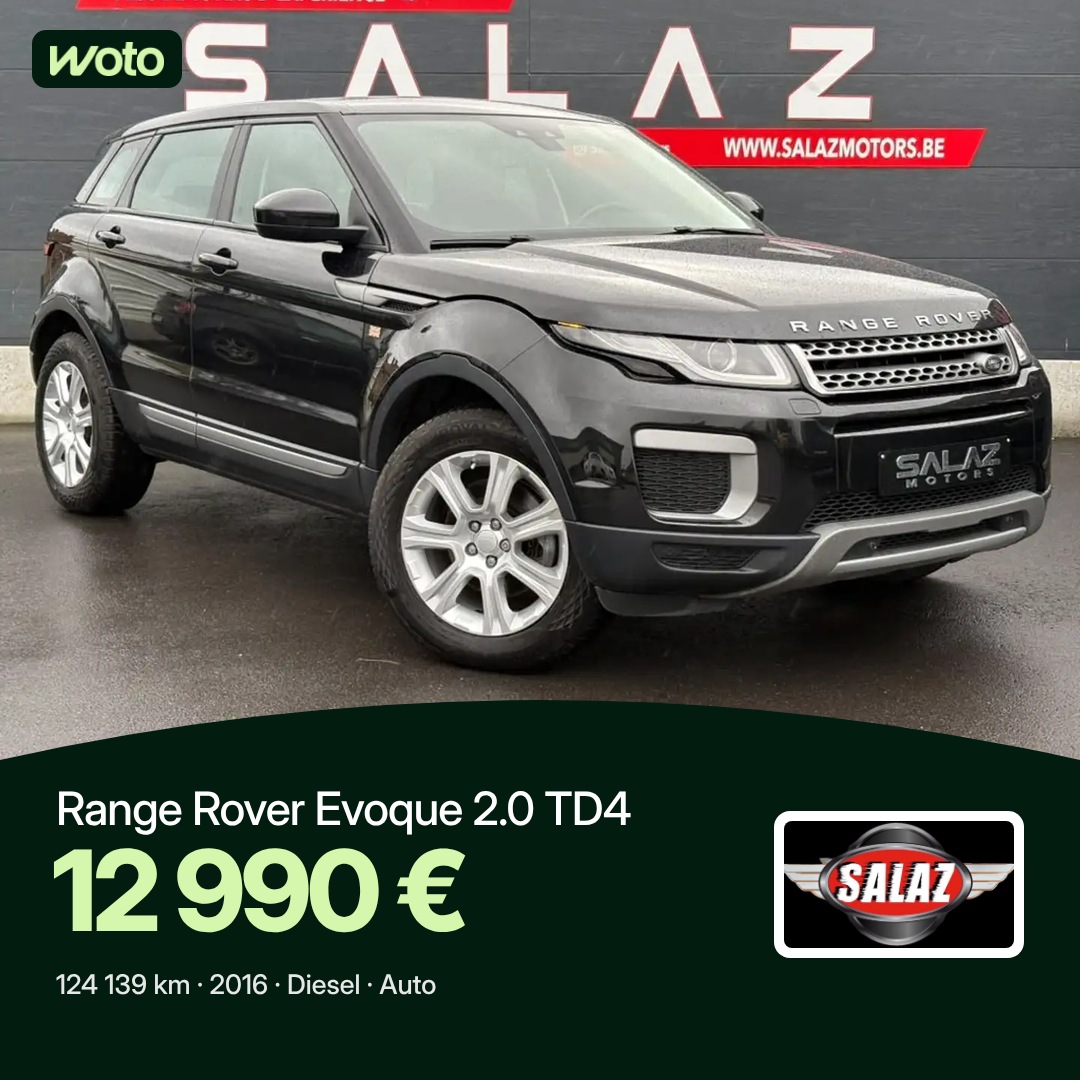 woto
SALAZ
WWW.SALAZMOTORS.BE
RANGE ROVER
SALAZ
MOTORS
Range Rover Evoque 2.0 TD4
12 990 €
SALAZ
124 139 km · 2016 · Diesel · Auto